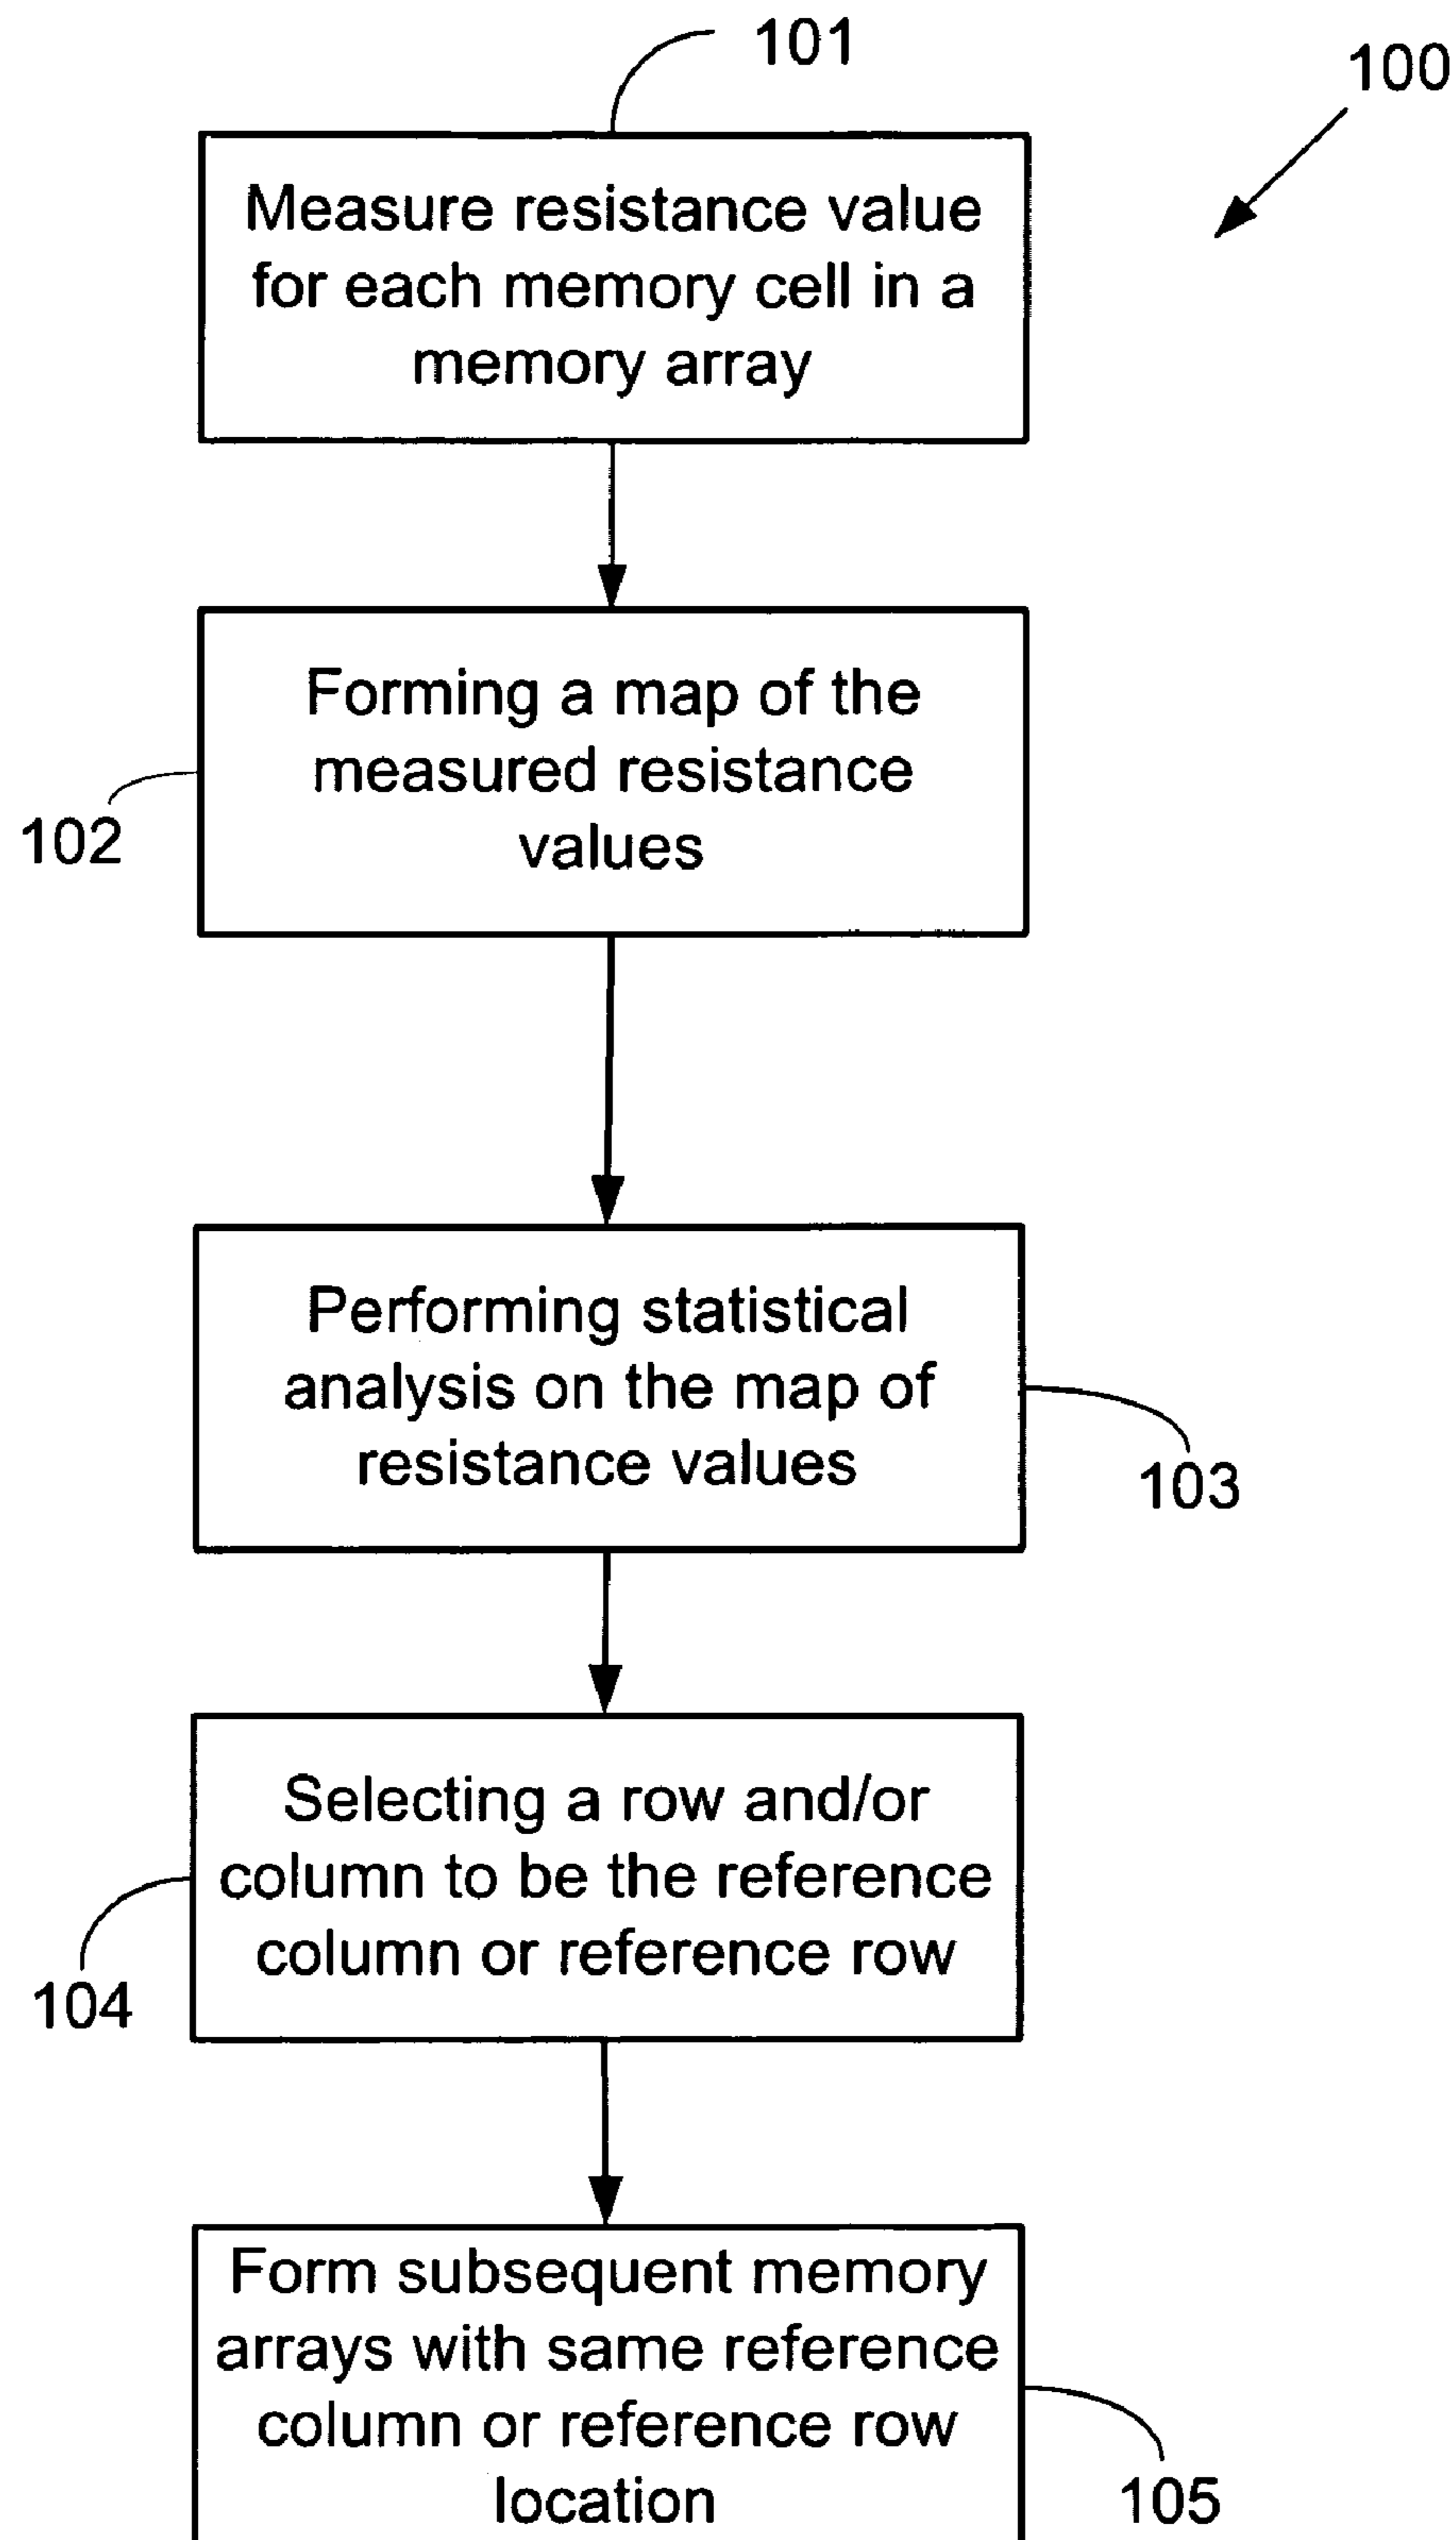 101
100
Measure resistance value
for each memory cell in a
memory array
Forming a map of the
measured resistance
values
102
Performing statistical
analysis on the map of
resistance values
103
Selecting a row and/or
column to be the reference
column or reference row
104
Form subsequent memory
arrays with same reference
column or reference row
location
105